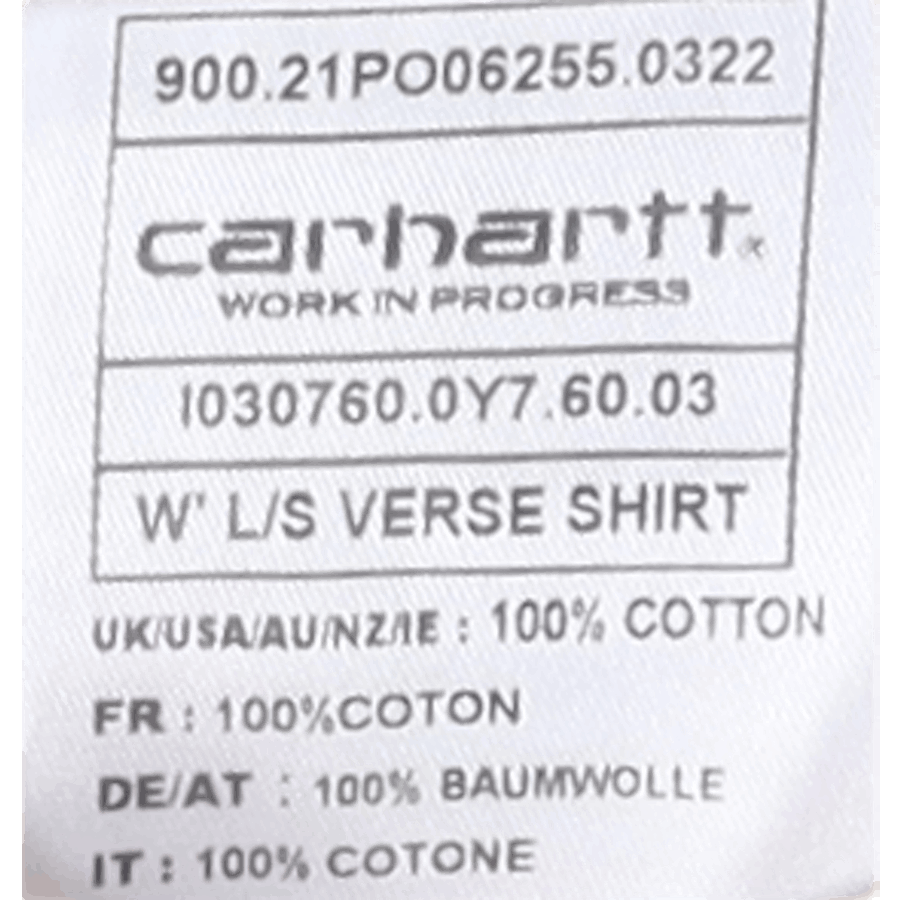 900.21PO06255.0322
carhartt
WORK IN PROGRESS
I030760.0Y7.60.03
W' L/S VERSE SHIRT
UK/USA/AU/NZ/IE : 100% COTTON
FR : 100%COTON
DE/AT : 100% BAUMWOLLE
IT : 100% COTONE